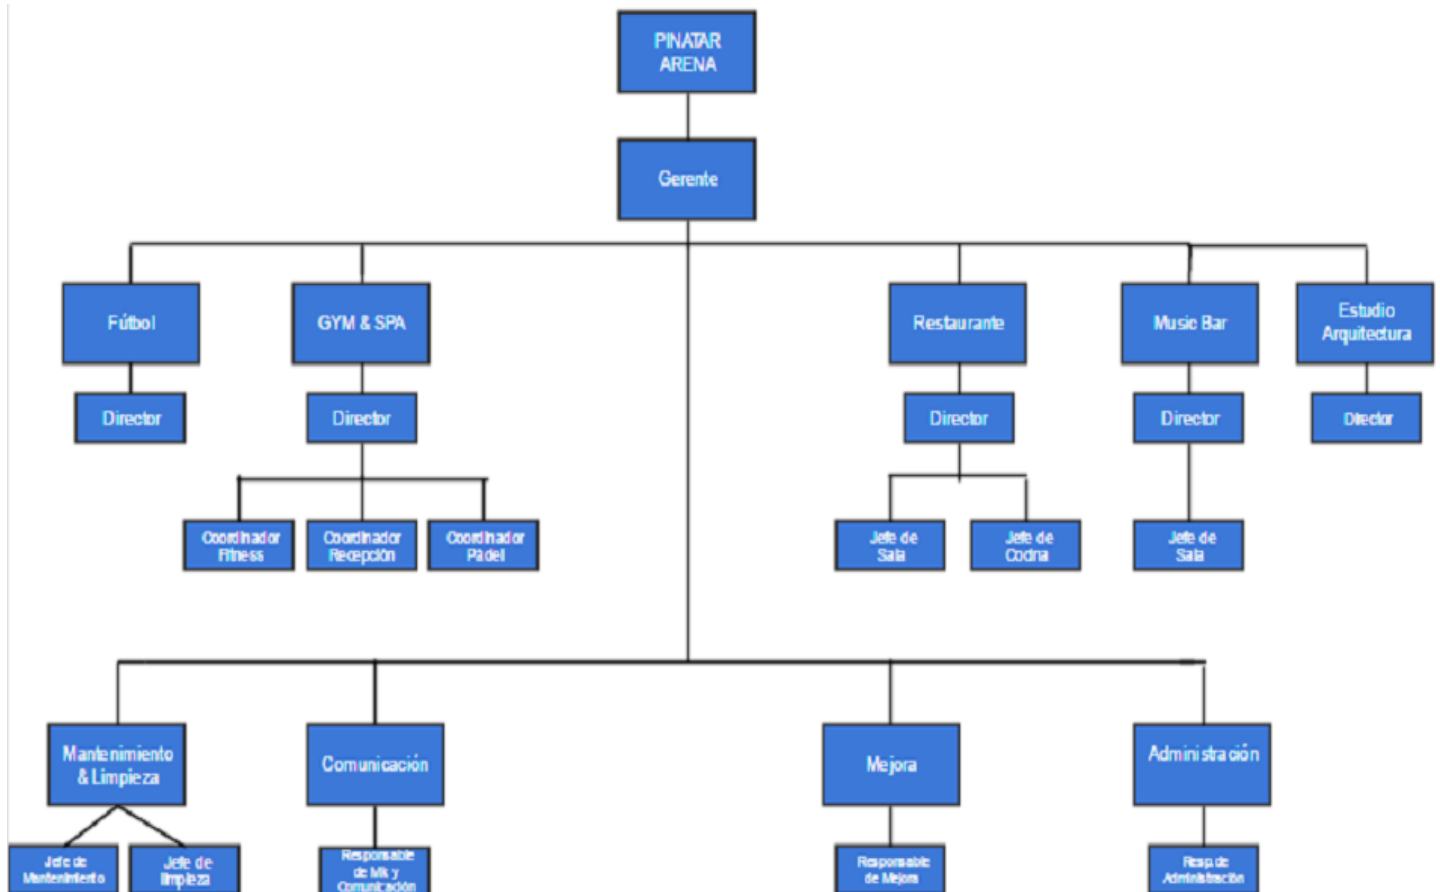 PINATAR
ARENA
Gerente
Fútbol
GYM & SPA
Restaurante
Music Bar
Estudio
Arquitectura
Director
Director
Director
Director
Director
Coordinador
Fitness
Coordinador
Recepción
Coordinador
Pádel
Jefe de
Sala
Jefe de
Cocina
Jefe de
Sala
Mantenimiento
& Limpieza
Comunicación
Mejora
Administración
Jefe de
Mantenimiento
Jefe de
limpieza
Responsable
de Mk y
Comunicación
Responsable
de Mejora
Resp.de
Administración